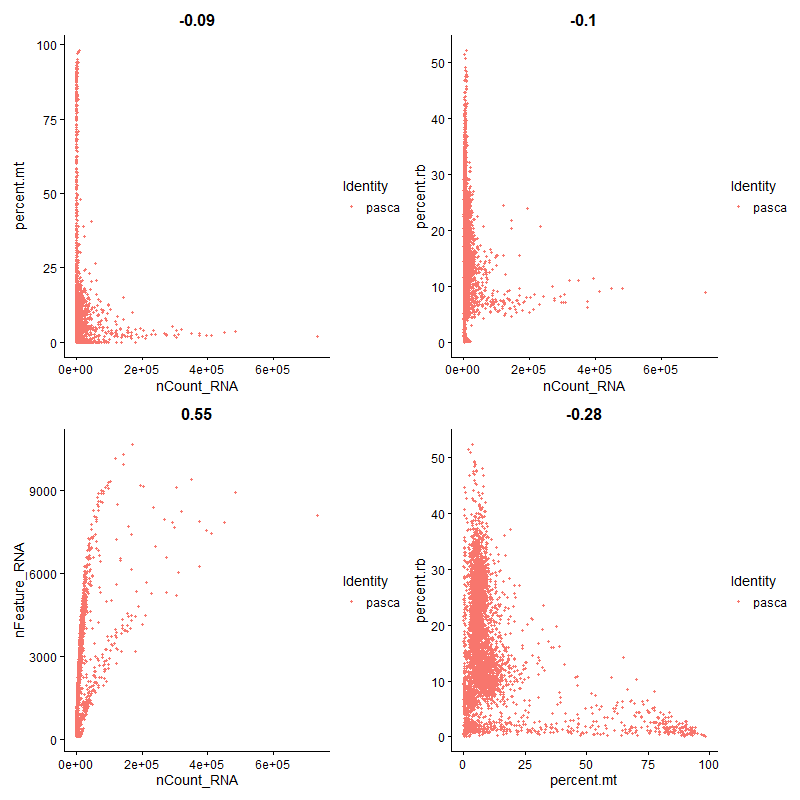 -0.09
percent.mt
100
75
50
25
0
0e+00 2e+05 4e+05 6e+05
nCount_RNA
Identity
pasca
-0.1
percent.rb
50
40
30
20
10
0
0e+00 2e+05 4e+05 6e+05
nCount_RNA
Identity
pasca
0.55
nFeature_RNA
9000
6000
3000
0
0e+00 2e+05 4e+05 6e+05
nCount_RNA
Identity
pasca
-0.28
percent.rb
50
40
30
20
10
0
0 25 50 75 100
percent.mt
Identity
pasca